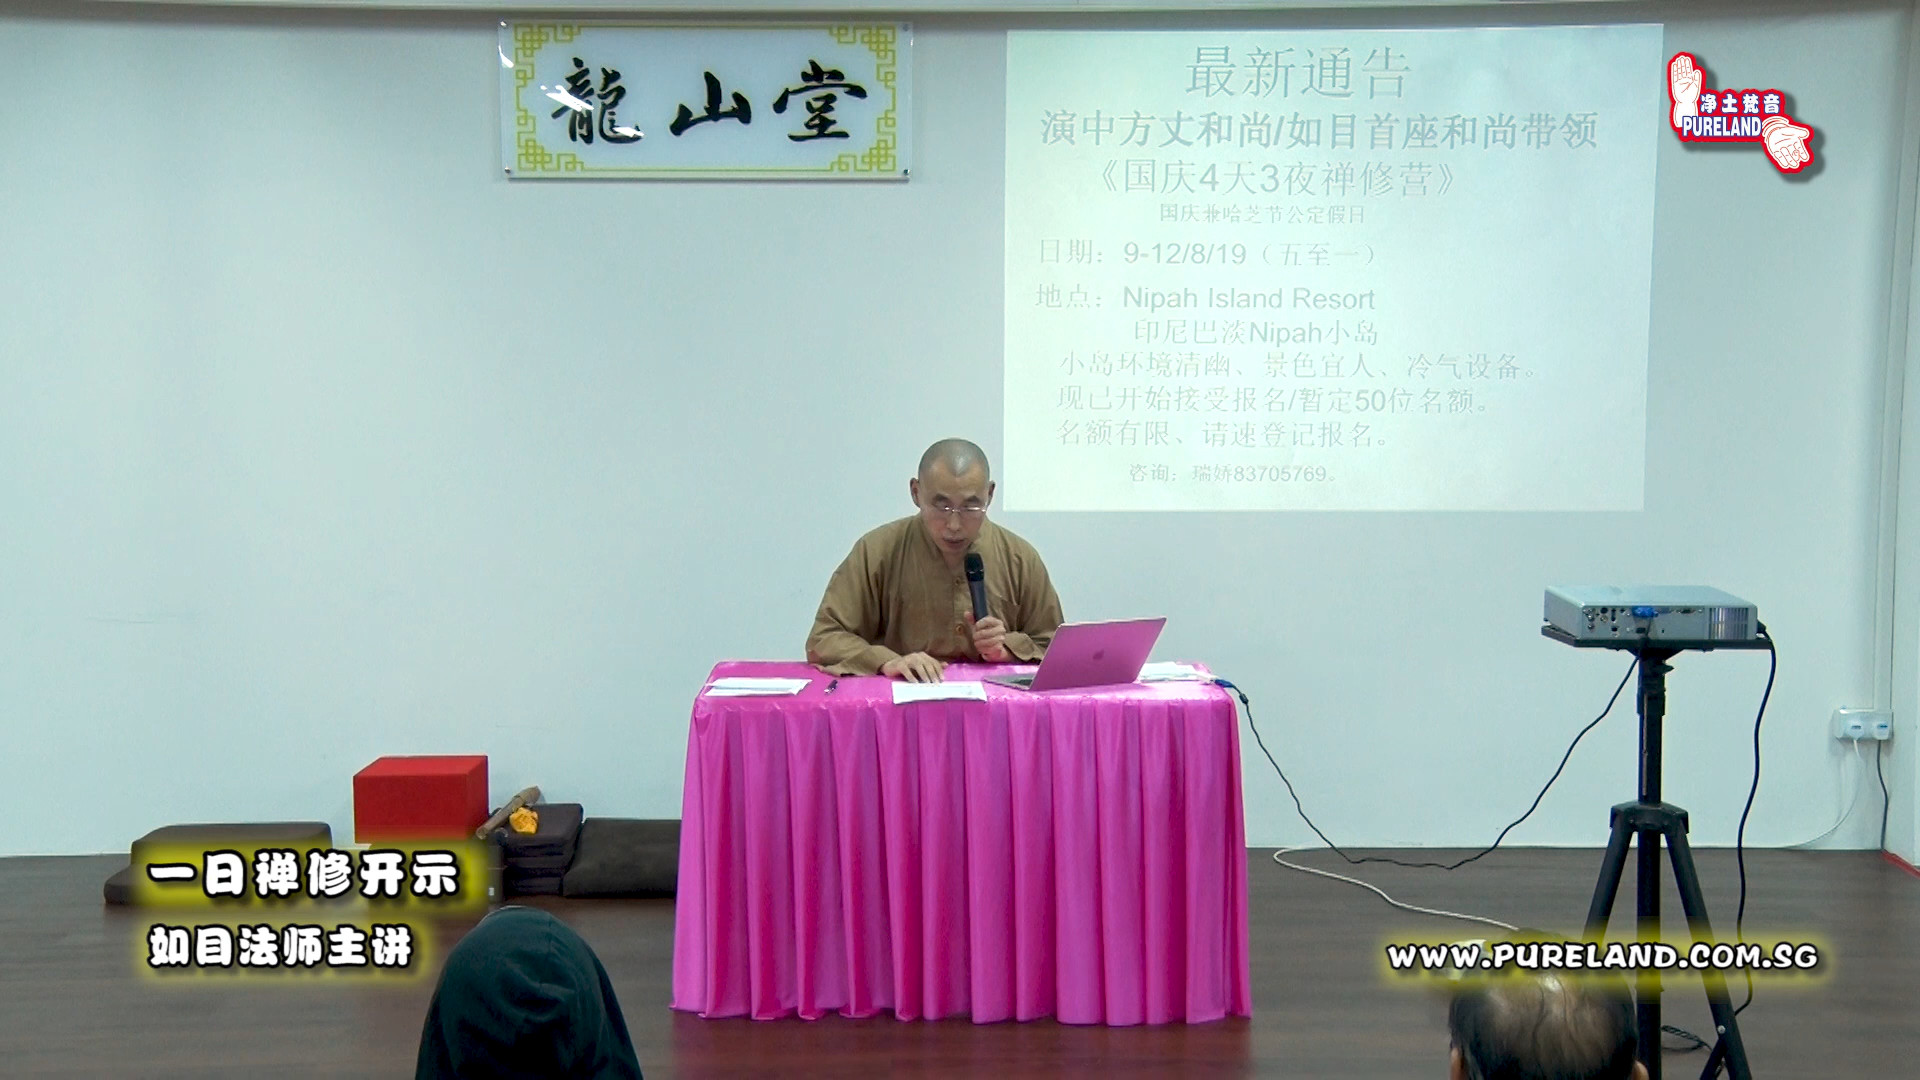 龍山堂
最新通告
演中方丈和尚/如目首座和尚带领
《国庆4天3夜禅修营》
国庆兼哈芝节公定假日
日期：9-12/8/19（五至一）
地点：Nipah Island Resort
印尼巴淡Nipah小岛
小岛环境清幽、景色宜人、冷气设备。
现已开始接受报名/暂定50位名额。
名额有限、请速登记报名。
咨询：瑞娇83705769。
净土梵音
PURELAND
一日禅修开示
如目法师主讲
WWW.PURELAND.COM.SG